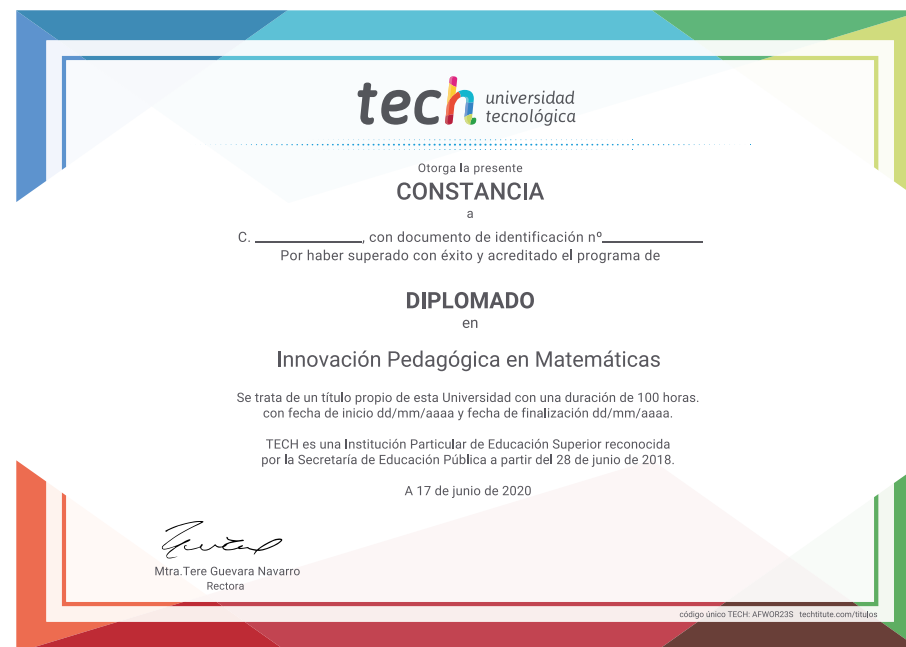 tech universidad
tecnológica
Otorga la presente
CONSTANCIA
a
C. ____________, con documento de identificación nº____________
Por haber superado con éxito y acreditado el programa de
DIPLOMADO
en
Innovación Pedagógica en Matemáticas
Se trata de un título propio de esta Universidad con una duración de 100 horas.
con fecha de inicio dd/mm/aaaa y fecha de finalización dd/mm/aaaa.
TECH es una Institución Particular de Educación Superior reconocida
por la Secretaría de Educación Pública a partir del 28 de junio de 2018.
A 17 de junio de 2020
Mtra.Tere Guevara Navarro
Rectora
código único TECH: AFWOR23S techtitute.com/titulos